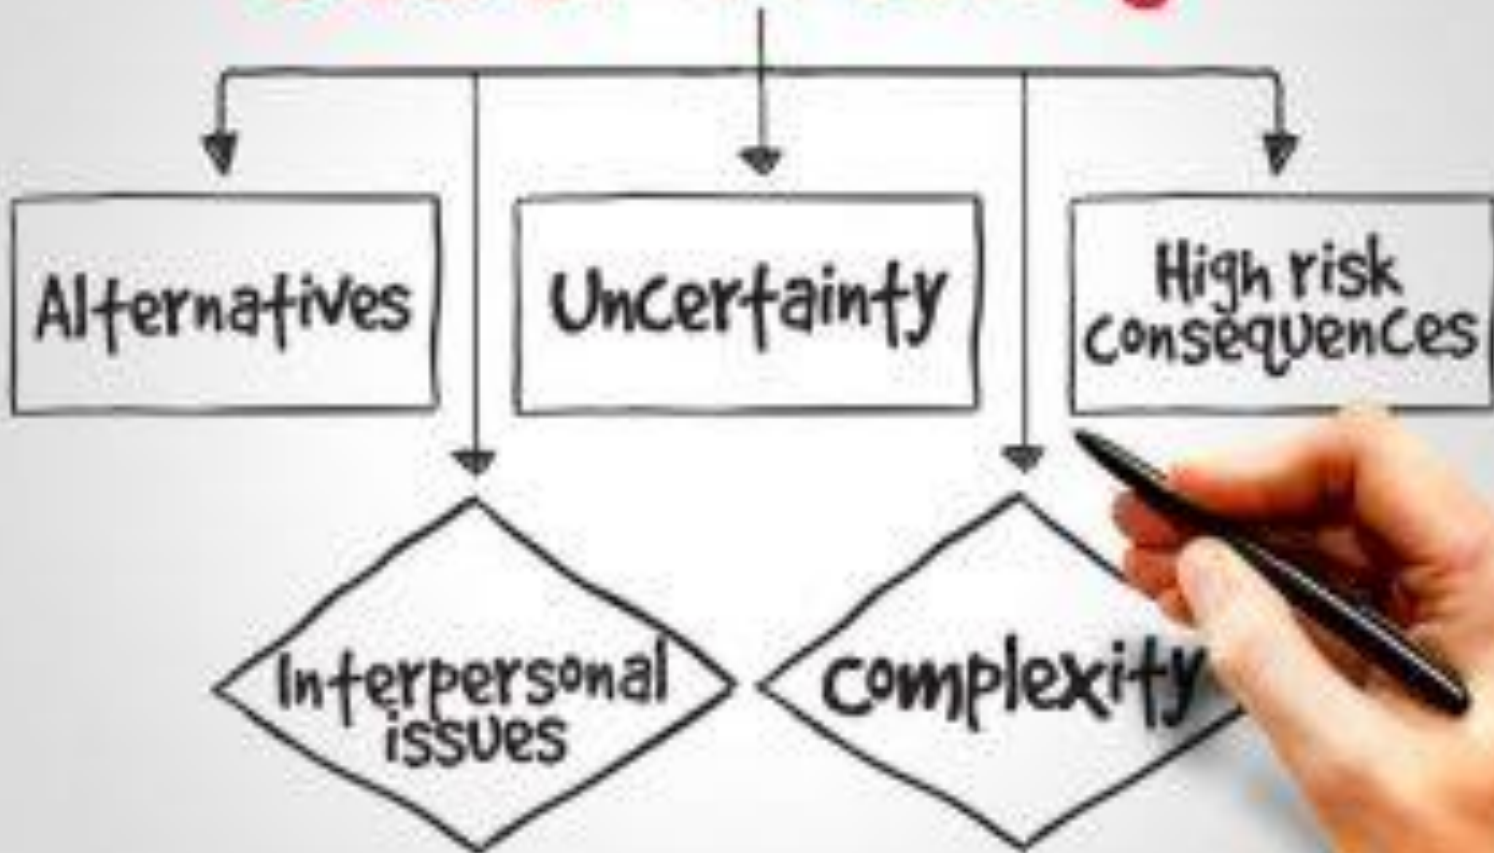 Alternatives
Uncertainty
High risk
consequences
Interpersonal
issues
complexity